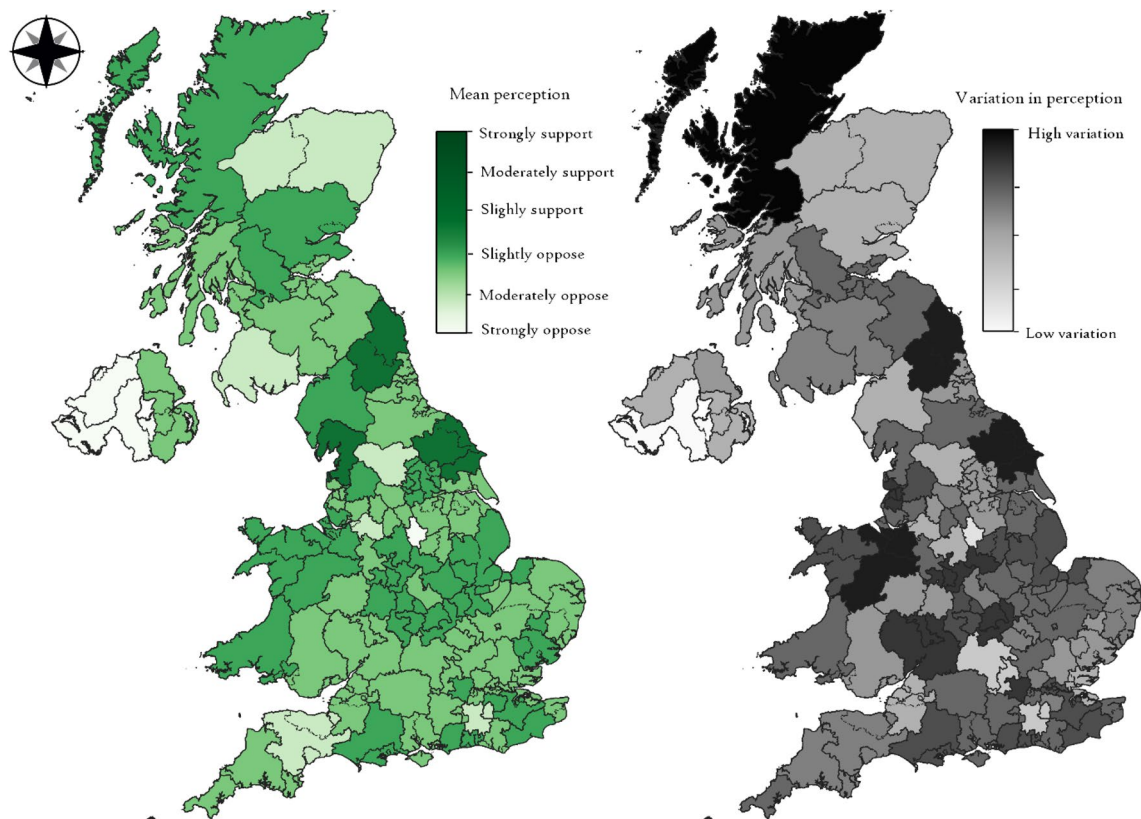 Mean perception
Strongly support
Moderately support
Slighly support
Slightly oppose
Moderately oppose
Strongly oppose
Variation in perception
High variation
Low variation